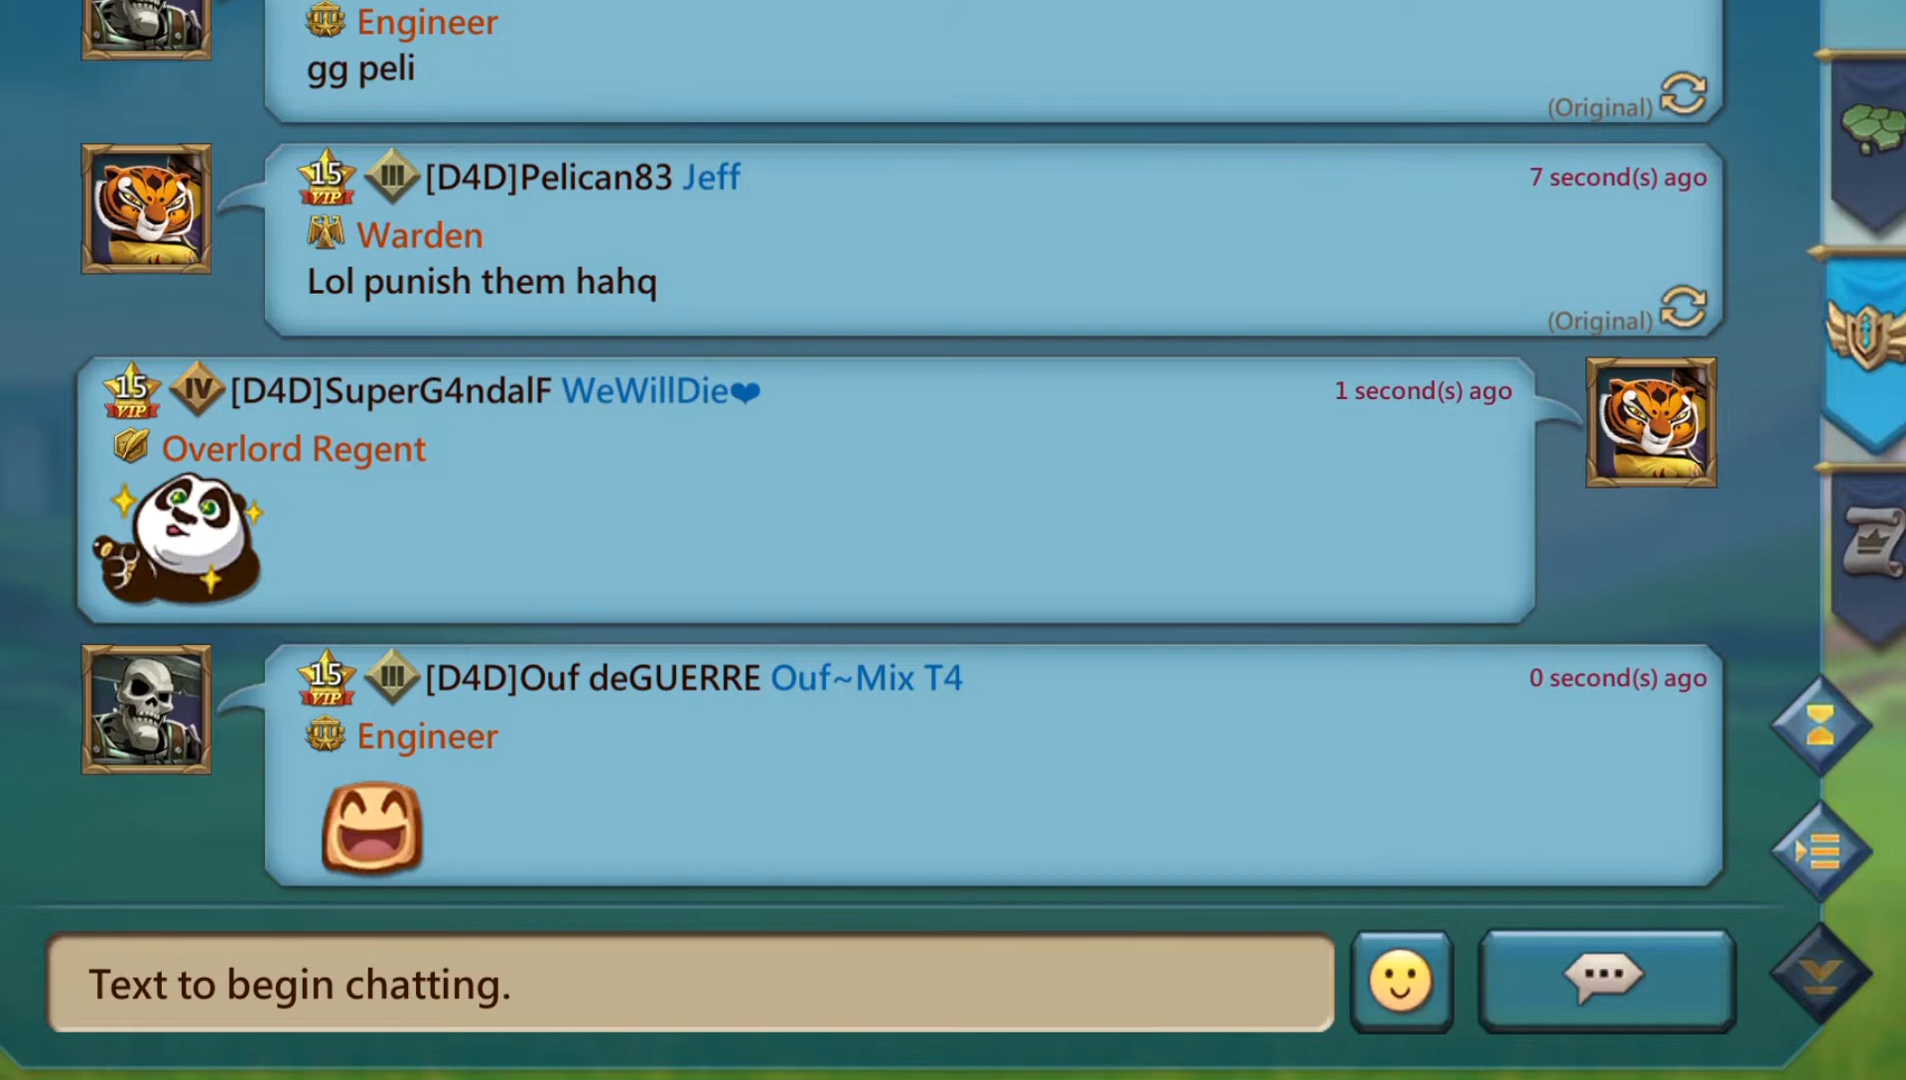 Engineer
gg peli
(Original)
15 VIP III [D4D]Pelican83 Jeff 7 second(s) ago
Warden
Lol punish them hahq
(Original)
15 VIP IV [D4D]SuperG4ndalF WeWillDie❤ 1 second(s) ago
Overlord Regent
15 VIP III [D4D]Ouf deGUERRE Ouf~Mix T4 0 second(s) ago
Engineer
Text to begin chatting.